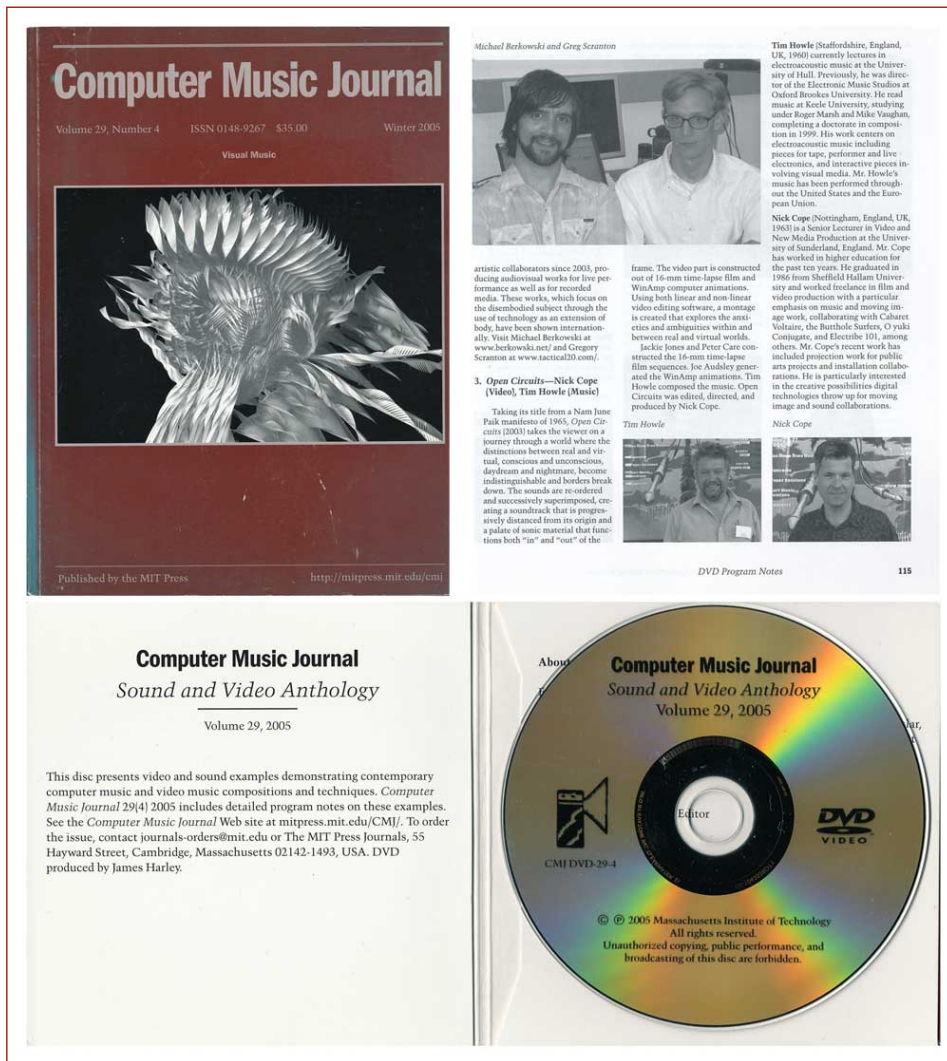 Computer Music Journal
Volume 29, Number 4 ISSN 0148-9267 $35.00 Winter 2005
Visual Music
Published by the MIT Press http://mitpress.mit.edu/cmj
Michael Berkowski and Greg Scranton
artistic collaborators since 2003, pro-
ducing audiovisual works for live per-
formance as well as for recorded
media. These works, which focus on
the disembodied subject through the
use of technology as an extension of
body, have been shown internation-
ally. Visit Michael Berkowski at
www.berkowski.net/ and Gregory
Scranton at www.tactical20.com/.
3. Open Circuits—Nick Cope
(Video), Tim Howle (Music)
Taking its title from a Nam June
Paik manifesto of 1965, Open Cir-
cuits (2003) takes the viewer on a
journey through a world where the
distinctions between real and vir-
tual, conscious and unconscious,
daydream and nightmare, become
indistinguishable and borders break
down. The sounds are re-ordered
and successively superimposed, cre-
ating a soundtrack that is progres-
sively distanced from its origin and
a palate of sonic material that func-
tions both "in" and "out" of the
frame. The video part is constructed
out of 16-mm time-lapse film and
WinAmp computer animations.
Using both linear and non-linear
video editing software, a montage
is created that explores the anxi-
eties and ambiguities within and
between real and virtual worlds.
Jackie Jones and Peter Care con-
structed the 16-mm time-lapse
film sequences. Joe Audsley gener-
ated the WinAmp animations. Tim
Howle composed the music. Open
Circuits was edited, directed, and
produced by Nick Cope.
Tim Howle
Tim Howle (Staffordshire, England,
UK, 1960) currently lectures in
electroacoustic music at the Univer-
sity of Hull. Previously, he was direc-
tor of the Electronic Music Studios at
Oxford Brookes University. He read
music at Keele University, studying
under Roger Marsh and Mike Vaughan,
completing a doctorate in composi-
tion in 1999. His work centers on
electroacoustic music including
pieces for tape, performer and live
electronics, and interactive pieces in-
volving visual media. Mr. Howle's
music has been performed through-
out the United States and the Euro-
pean Union.
Nick Cope (Nottingham, England, UK,
1963) is a Senior Lecturer in Video and
New Media Production at the Univer-
sity of Sunderland, England. Mr. Cope
has worked in higher education for
the past ten years. He graduated in
1986 from Sheffield Hallam Univer-
sity and worked freelance in film and
video production with a particular
emphasis on music and moving im-
age work, collaborating with Cabaret
Voltaire, the Butthole Surfers, O yuki
Conjugate, and Electribe 101, among
others. Mr. Cope's recent work has
included projection work for public
arts projects and installation collabo-
rations. He is particularly interested
in the creative possibilities digital
technologies throw up for moving
image and sound collaborations.
Nick Cope
DVD Program Notes 115
Computer Music Journal
Sound and Video Anthology
Volume 29, 2005
This disc presents video and sound examples demonstrating contemporary
computer music and video music compositions and techniques. Computer
Music Journal 29(4) 2005 includes detailed program notes on these examples.
See the Computer Music Journal Web site at mitpress.mit.edu/CMJ/. To order
the issue, contact journals-orders@mit.edu or The MIT Press Journals, 55
Hayward Street, Cambridge, Massachusetts 02142-1493, USA. DVD
produced by James Harley.
Computer Music Journal
Sound and Video Anthology
Volume 29, 2005
Editor
DVD
VIDEO
CMJ DVD-29-4
© ℗ 2005 Massachusetts Institute of Technology
All rights reserved.
Unauthorized copying, public performance, and
broadcasting of this disc are forbidden.